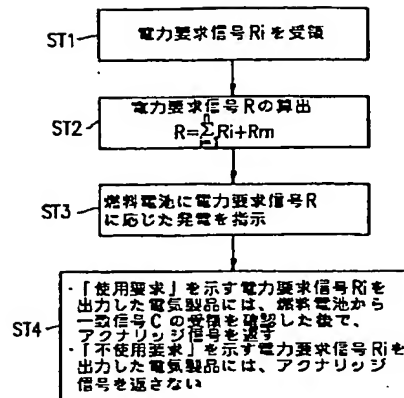 ST1
電力要求信号Riを受領
ST2
電力要求信号Rの算出
R=ΣRi+Rm
ST3
燃料電池に電力要求信号R
に応じた発電を指示
ST4
・「使用要求」を示す電力要求信号Riを
出力した電気製品には、燃料電池から
一致信号Cの受領を確認した後で、
アクナリッジ信号を返す
・「不使用要求」を示す電力要求信号Riを
出力した電気製品には、アクナリッジ
信号を返さない